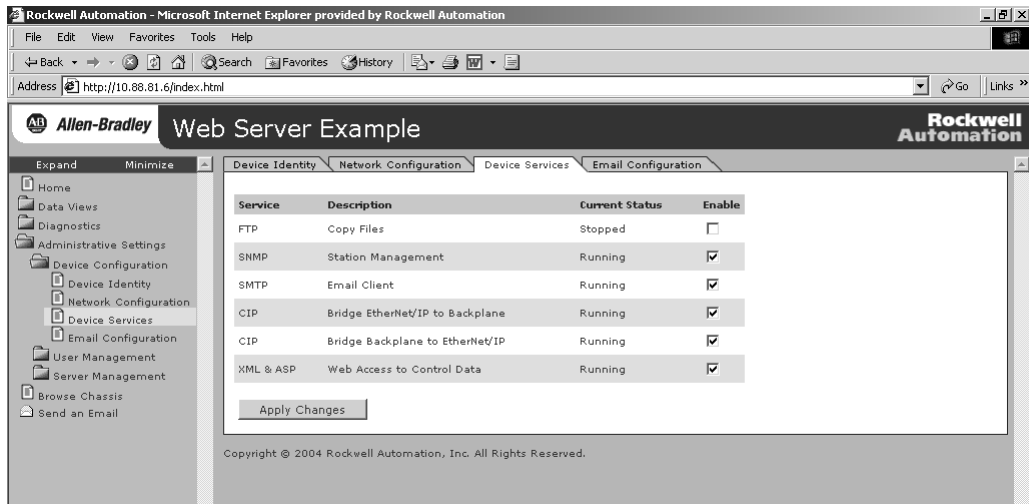 Rockwell Automation - Microsoft Internet Explorer provided by Rockwell Automation
File Edit View Favorites Tools Help
Back Search Favorites History
Address http://10.88.81.6/index.html Go Links »
AB Allen-Bradley Web Server Example Rockwell Automation
Expand Minimize
Home
Data Views
Diagnostics
Administrative Settings
Device Configuration
Device Identity
Network Configuration
Device Services
Email Configuration
User Management
Server Management
Browse Chassis
Send an Email
Device Identity Network Configuration Device Services Email Configuration
Service Description Current Status Enable
FTP Copy Files Stopped
SNMP Station Management Running
SMTP Email Client Running
CIP Bridge EtherNet/IP to Backplane Running
CIP Bridge Backplane to EtherNet/IP Running
XML & ASP Web Access to Control Data Running
Apply Changes
Copyright © 2004 Rockwell Automation, Inc. All Rights Reserved.